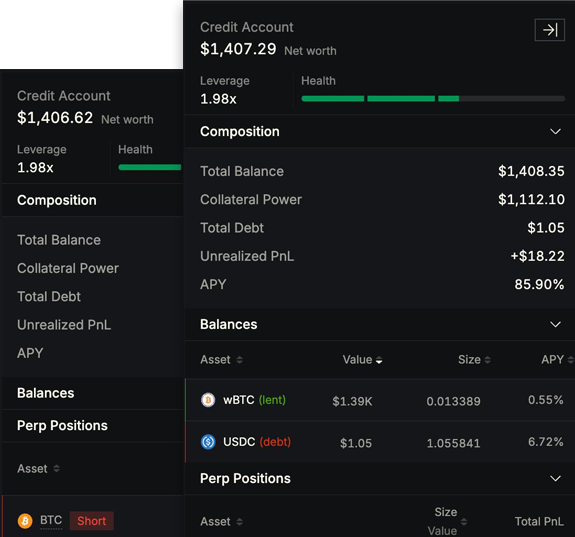 Credit Account
$1,406.62 Net worth
Leverage Health
1.98x
Composition
Total Balance
Collateral Power
Total Debt
Unrealized PnL
APY
Balances
Perp Positions
Asset
BTC Short
Credit Account
$1,407.29 Net worth
Leverage Health
1.98x
Composition
Total Balance $1,408.35
Collateral Power $1,112.10
Total Debt $1.05
Unrealized PnL +$18.22
APY 85.90%
Balances
Asset Value Size APY
wBTC (lent) $1.39K 0.013389 0.55%
USDC (debt) $1.05 1.055841 6.72%
Perp Positions
Asset Size Total PnL
Value